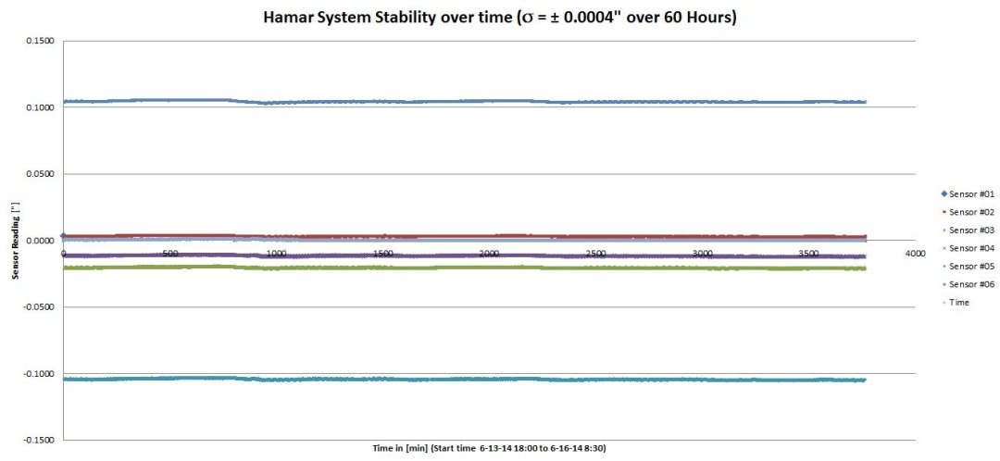 Hamar System Stability over time (σ = ± 0.0004" over 60 Hours)
0.1500
0.1000
0.0500
0.0000
-0.0500
-0.1000
-0.1500
Sensor Reading ["]
0 500 1000 1500 2000 2500 3000 3500 4000
Time in [min] (Start time 6-13-14 18:00 to 6-16-14 8:30)
Sensor #01
Sensor #02
Sensor #03
Sensor #04
Sensor #05
Sensor #06
Time